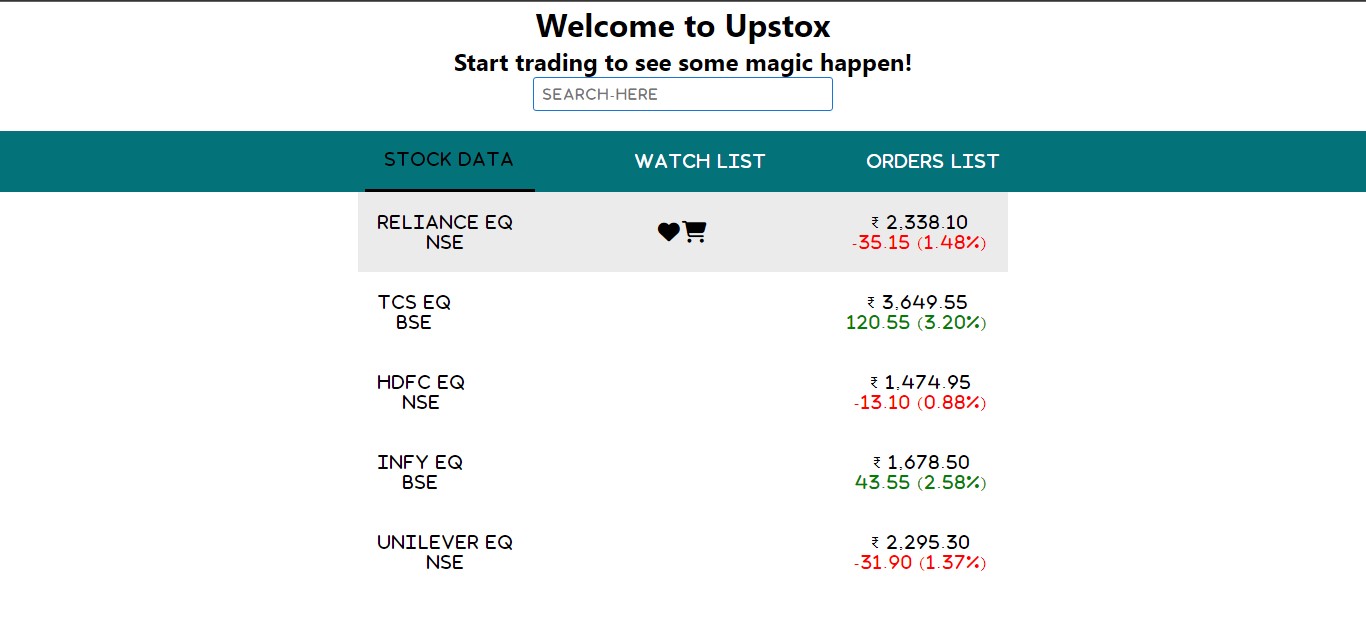 Welcome to Upstox
Start trading to see some magic happen!
SEARCH-HERE
STOCK DATA WATCH LIST ORDERS LIST
RELIANCE EQ ₹ 2,338.10
NSE -35.15 (1.48%)
TCS EQ ₹ 3,649.55
BSE 120.55 (3.20%)
HDFC EQ ₹ 1,474.95
NSE -13.10 (0.88%)
INFY EQ ₹ 1,678.50
BSE 43.55 (2.58%)
UNILEVER EQ ₹ 2,295.30
NSE -31.90 (1.37%)